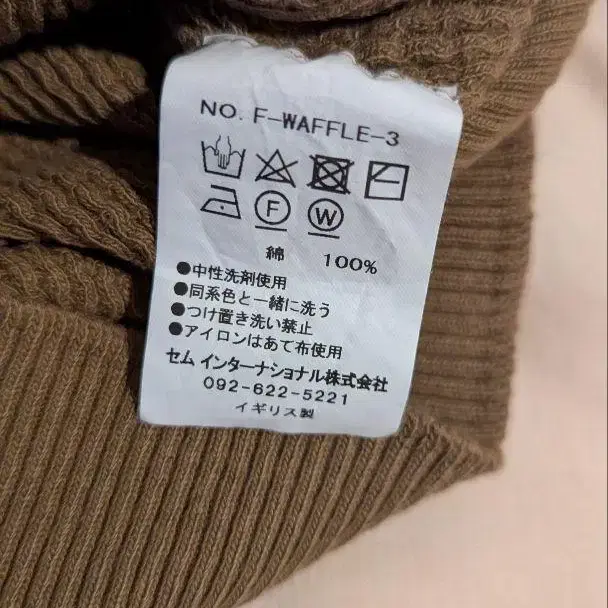 NO. F-WAFFLE-3
F W
綿 100%
●中性洗剤使用
●同系色と一緒に洗う
●つけ置き洗い禁止
●アイロンはあて布使用
セム インターナショナル株式会社
092-622-5221
イギリス製